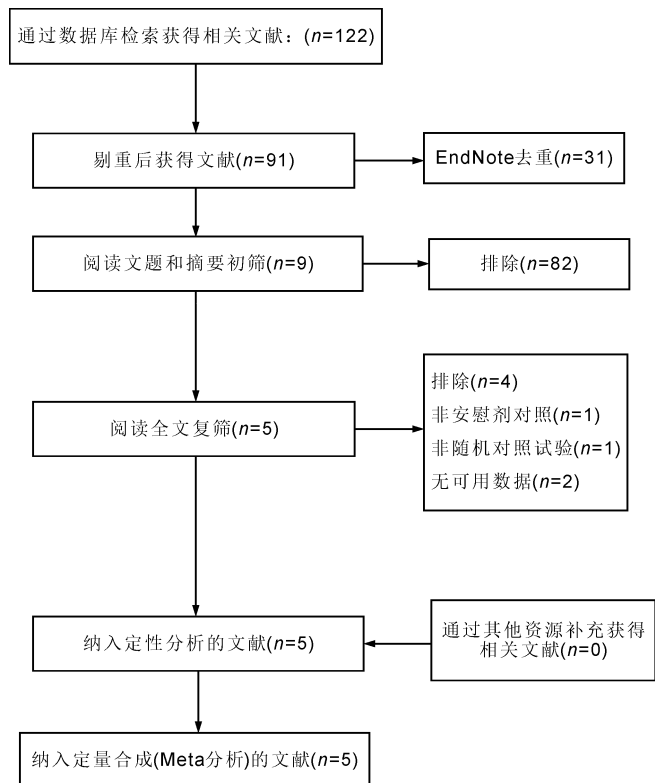 通过数据库检索获得相关文献：(n=122)
剔重后获得文献(n=91)
EndNote去重(n=31)
阅读文题和摘要初筛(n=9)
排除(n=82)
阅读全文复筛(n=5)
排除(n=4)
非安慰剂对照(n=1)
非随机对照试验(n=1)
无可用数据(n=2)
纳入定性分析的文献(n=5)
通过其他资源补充获得
相关文献(n=0)
纳入定量合成(Meta分析)的文献(n=5)